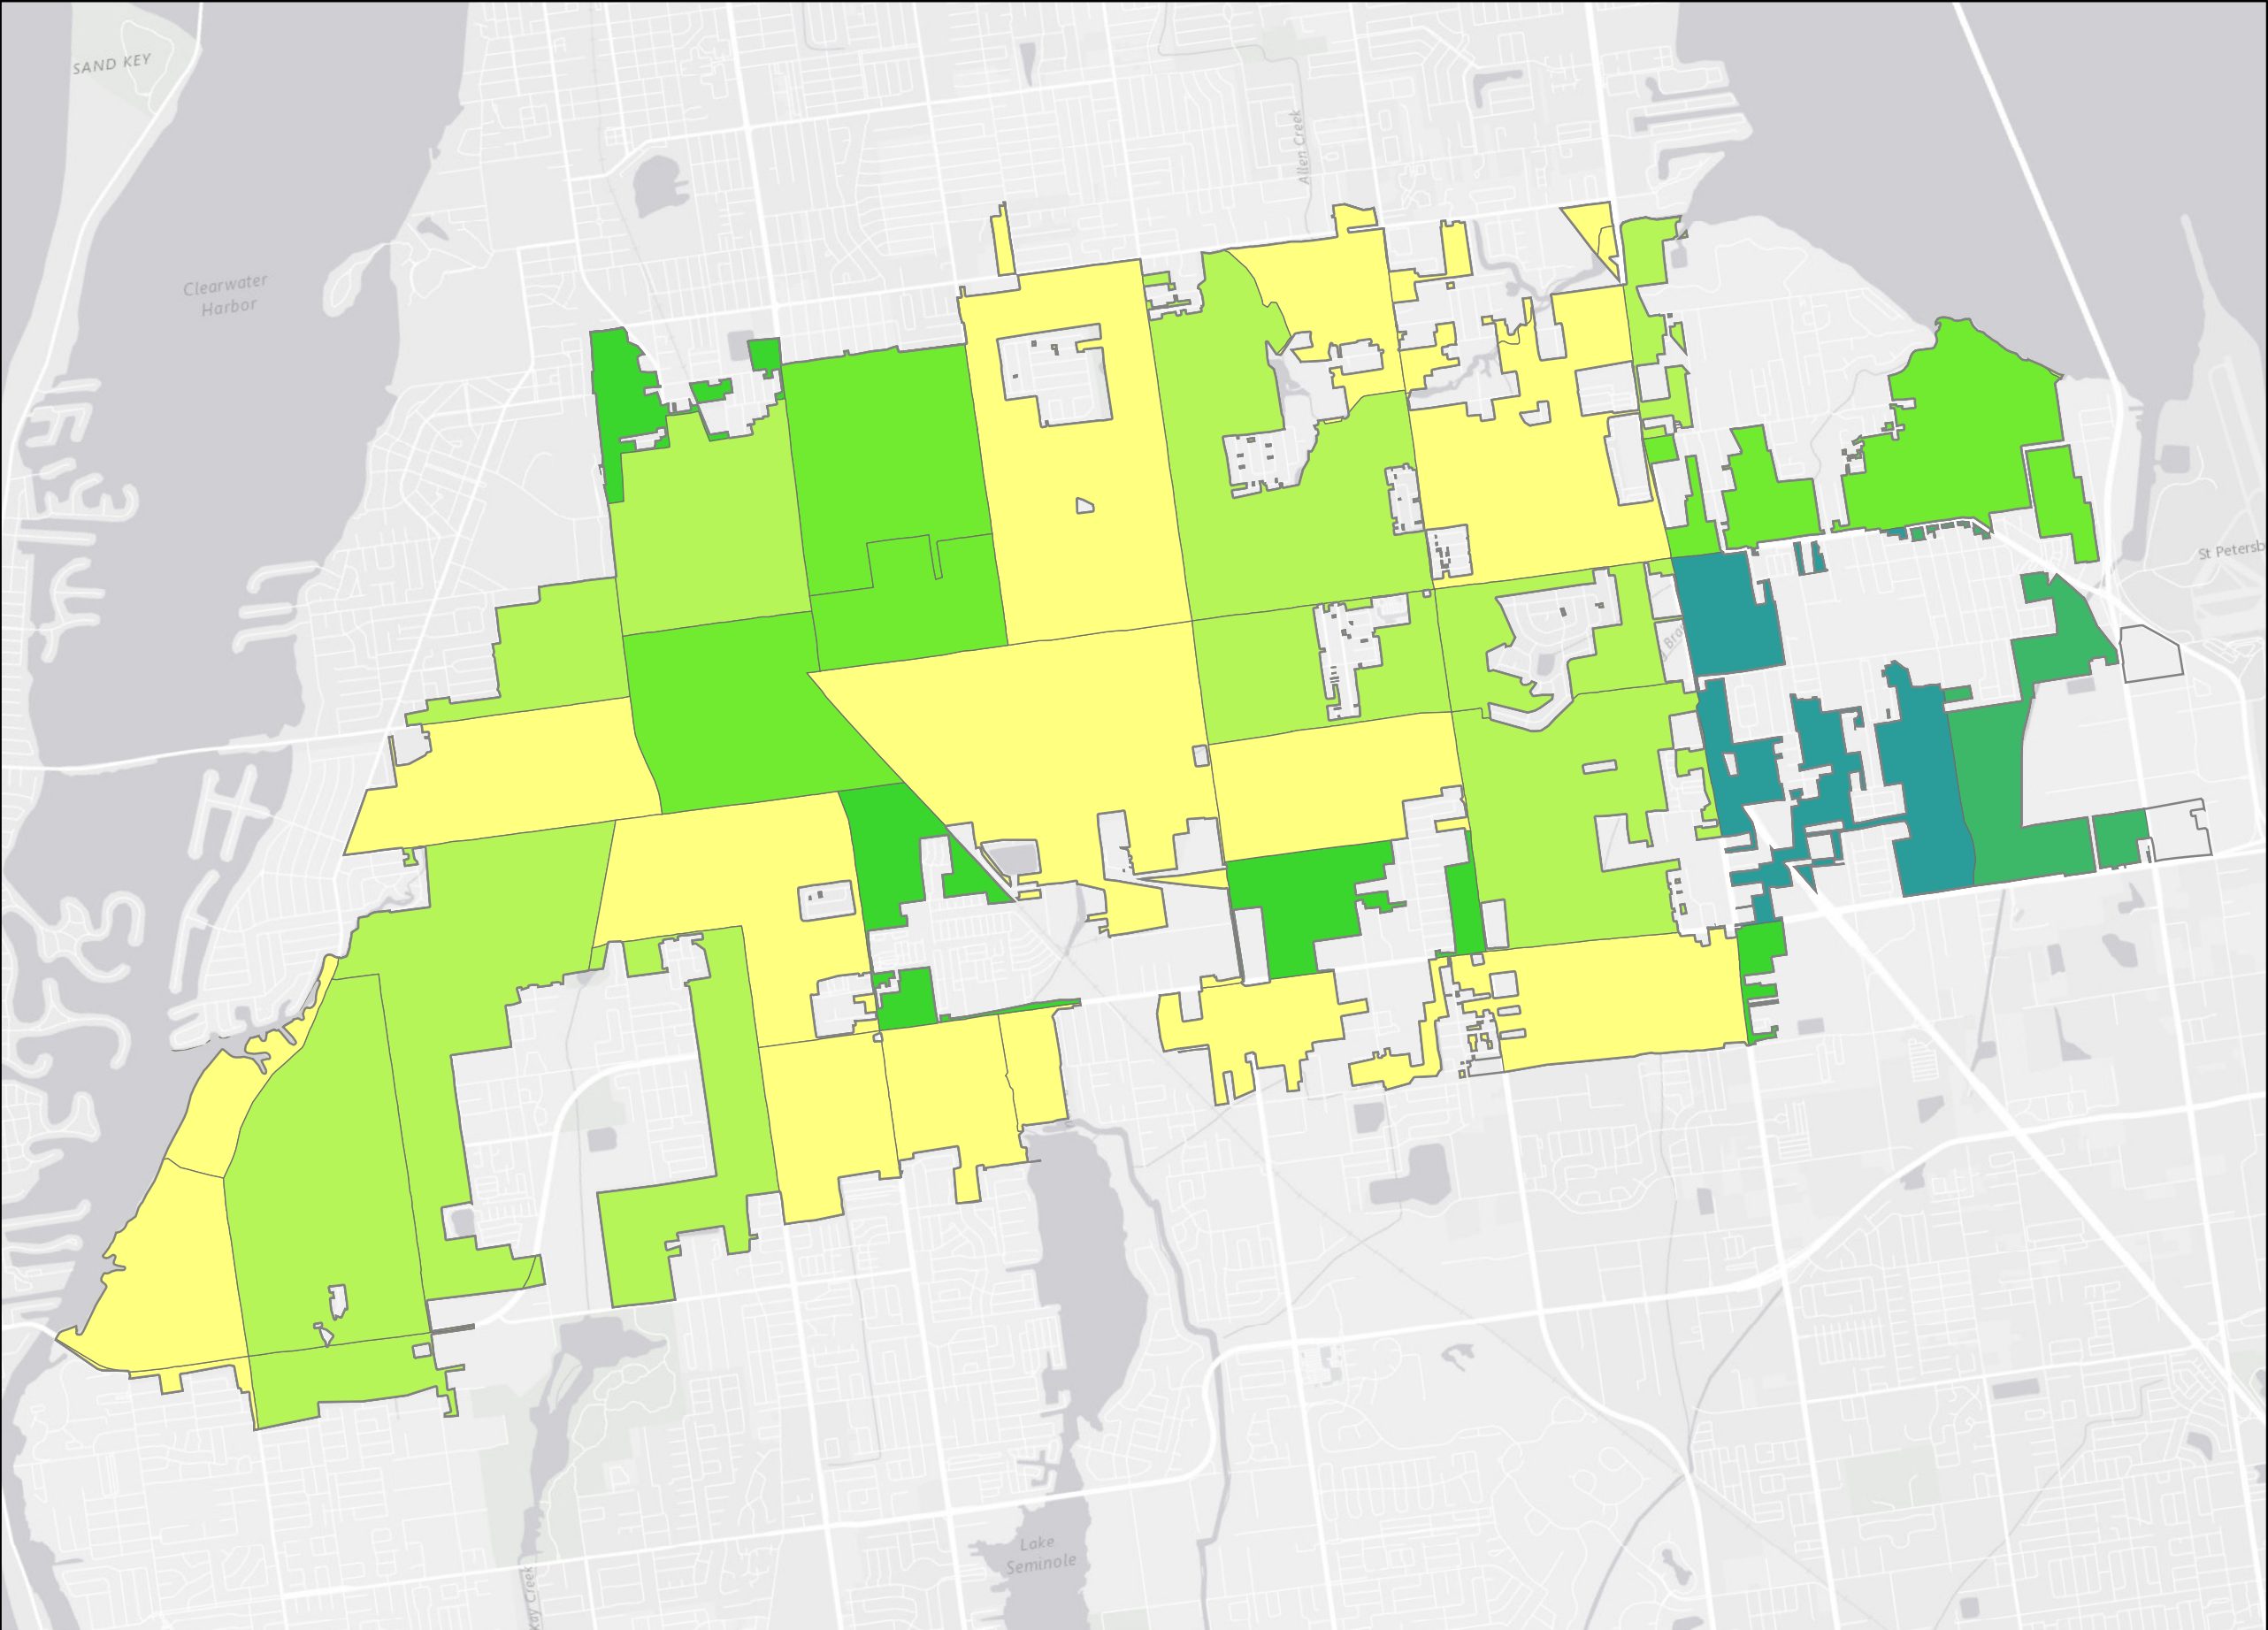 SAND KEY
Allen Creek
Clearwater
Harbor
St Petersb
Lake
Seminole